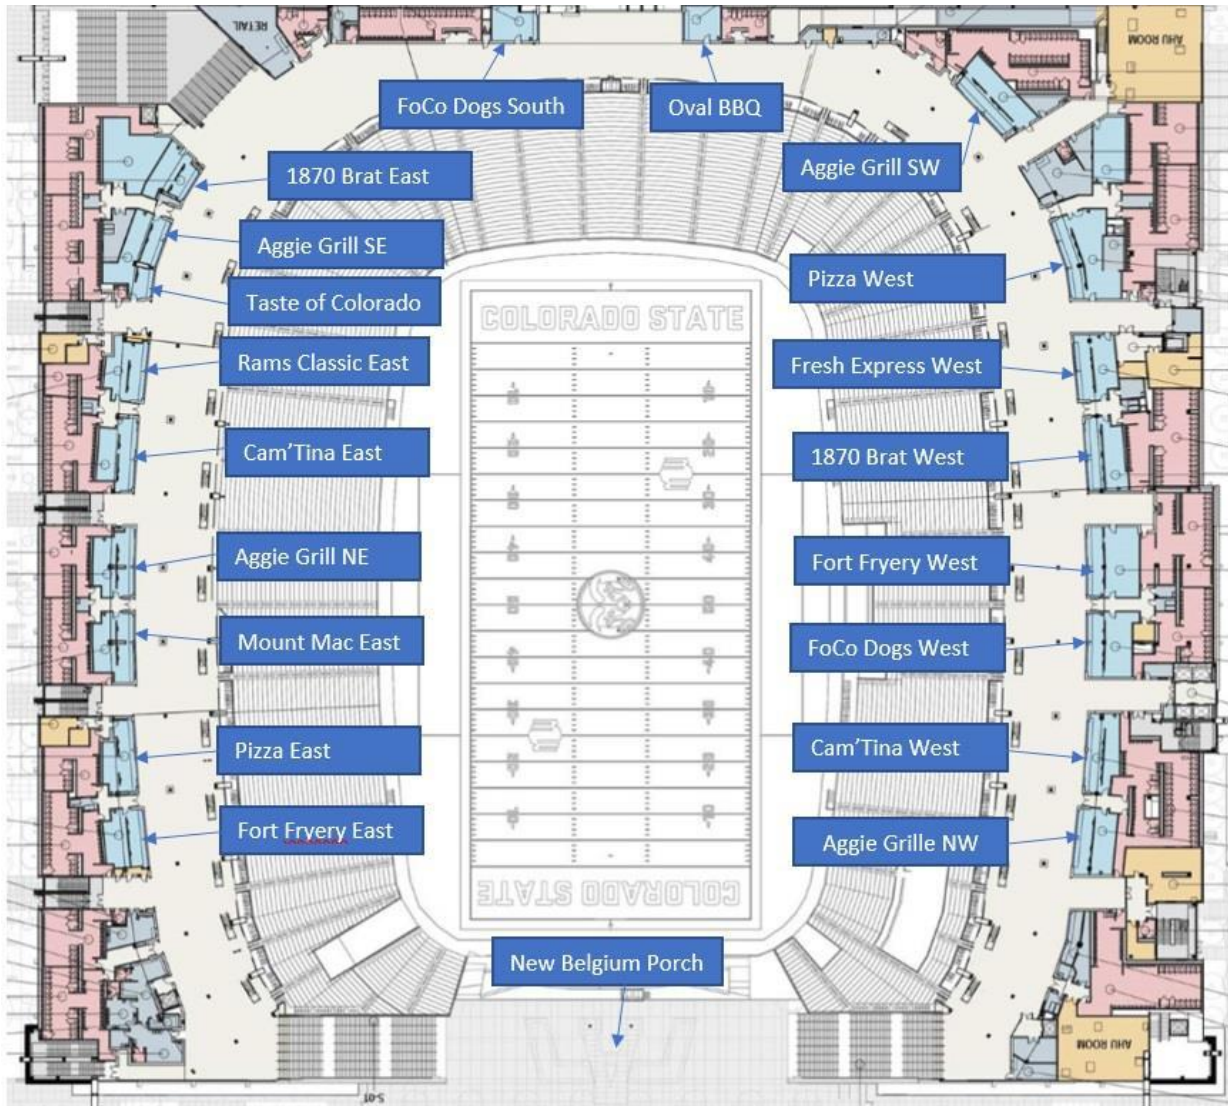 RETAIL
AHU ROOM
FoCo Dogs South
Oval BBQ
Aggie Grill SW
1870 Brat East
Aggie Grill SE
Pizza West
Taste of Colorado
COLORADO STATE
Rams Classic East
Fresh Express West
Cam'Tina East
1870 Brat West
Aggie Grill NE
Fort Fryery West
Mount Mac East
FoCo Dogs West
Pizza East
Cam'Tina West
Fort Fryery East
Aggie Grille NW
COLORADO STATE
New Belgium Porch
AHU ROOM
S-01